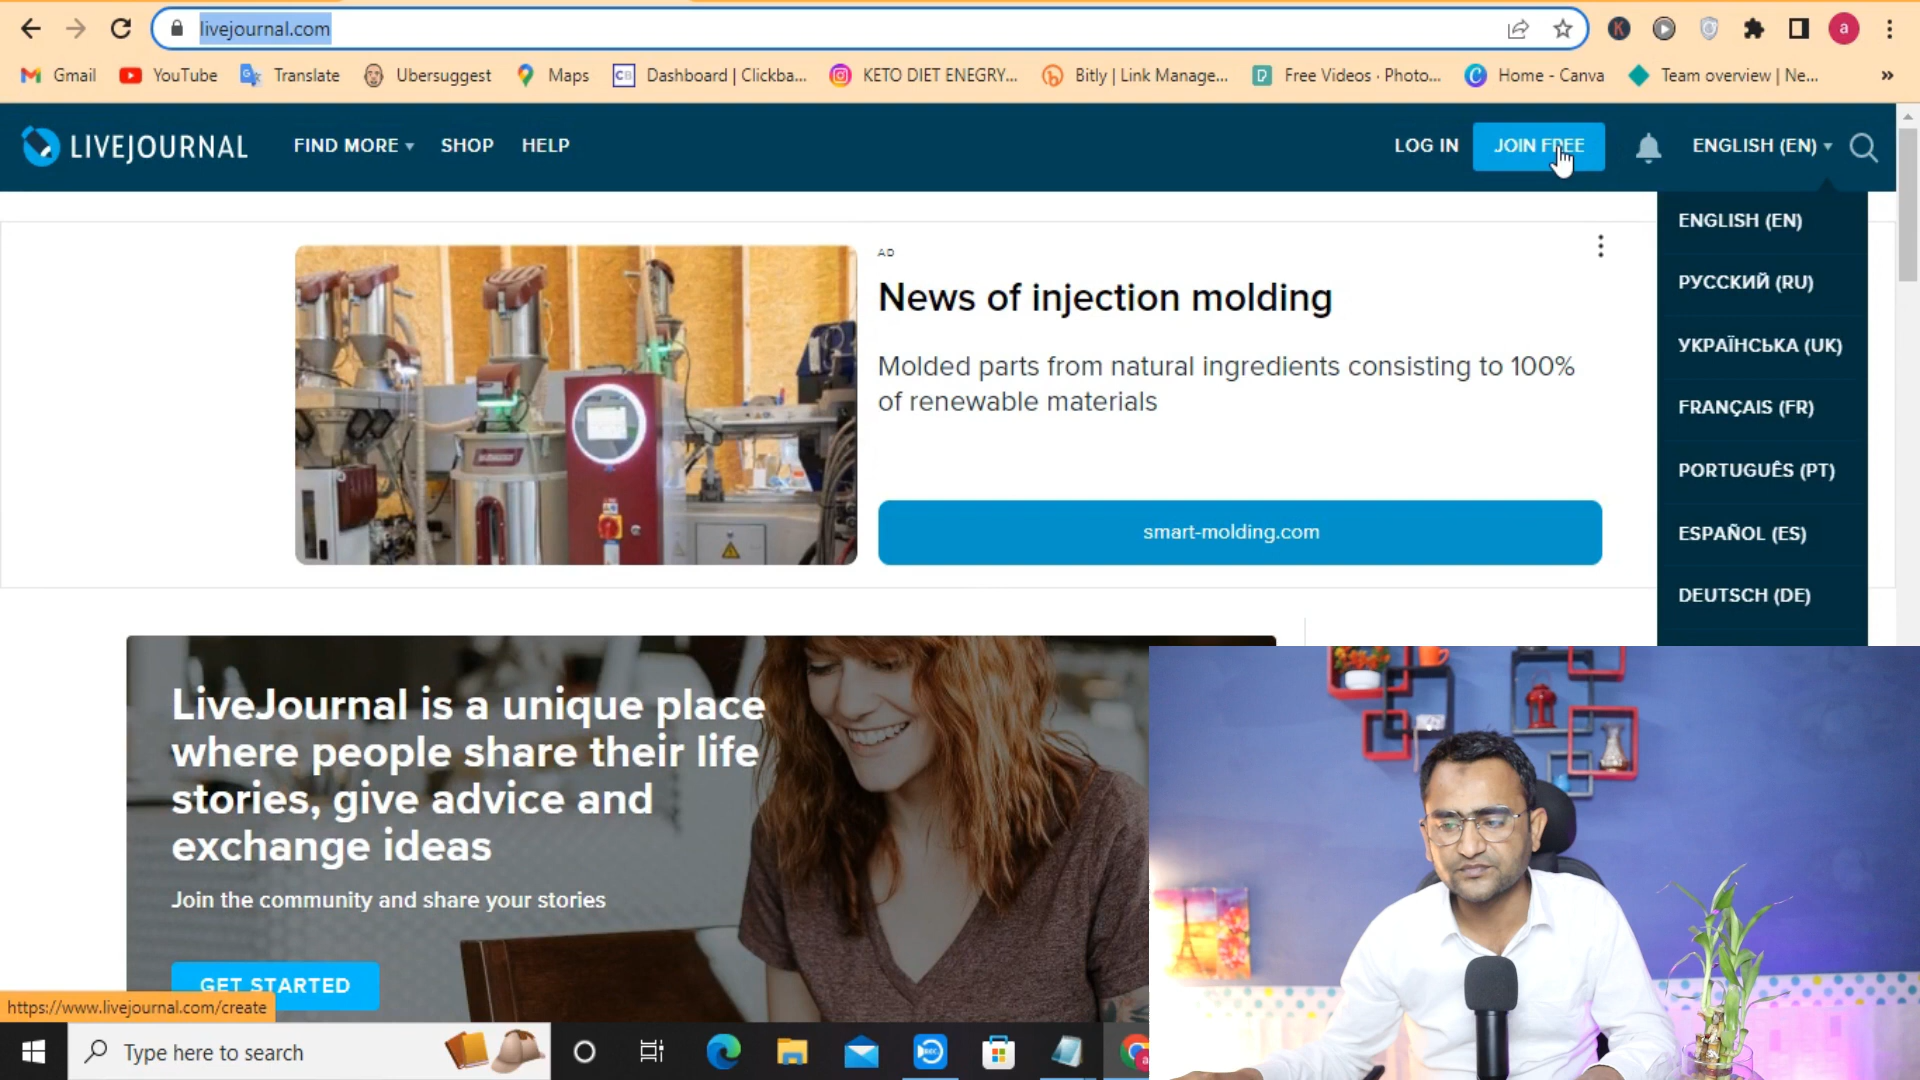 livejournal.com
K
a
Gmail
YouTube
Translate
Ubersuggest
Maps
CB
Dashboard | Clickba...
KETO DIET ENEGRY...
Bitly | Link Manage...
Free Videos · Photo...
Home - Canva
Team overview | Ne...
»
LIVEJOURNAL
FIND MORE
SHOP
HELP
LOG IN
JOIN FREE
ENGLISH (EN)
ENGLISH (EN)
РУССКИЙ (RU)
УКРАЇНСЬКА (UK)
FRANÇAIS (FR)
PORTUGUÊS (PT)
ESPAÑOL (ES)
DEUTSCH (DE)
AD
News of injection molding
Molded parts from natural ingredients consisting to 100%
of renewable materials
smart-molding.com
LiveJournal is a unique place
where people share their life
stories, give advice and
exchange ideas
Join the community and share your stories
GET STARTED
https://www.livejournal.com/create
Type here to search
REC